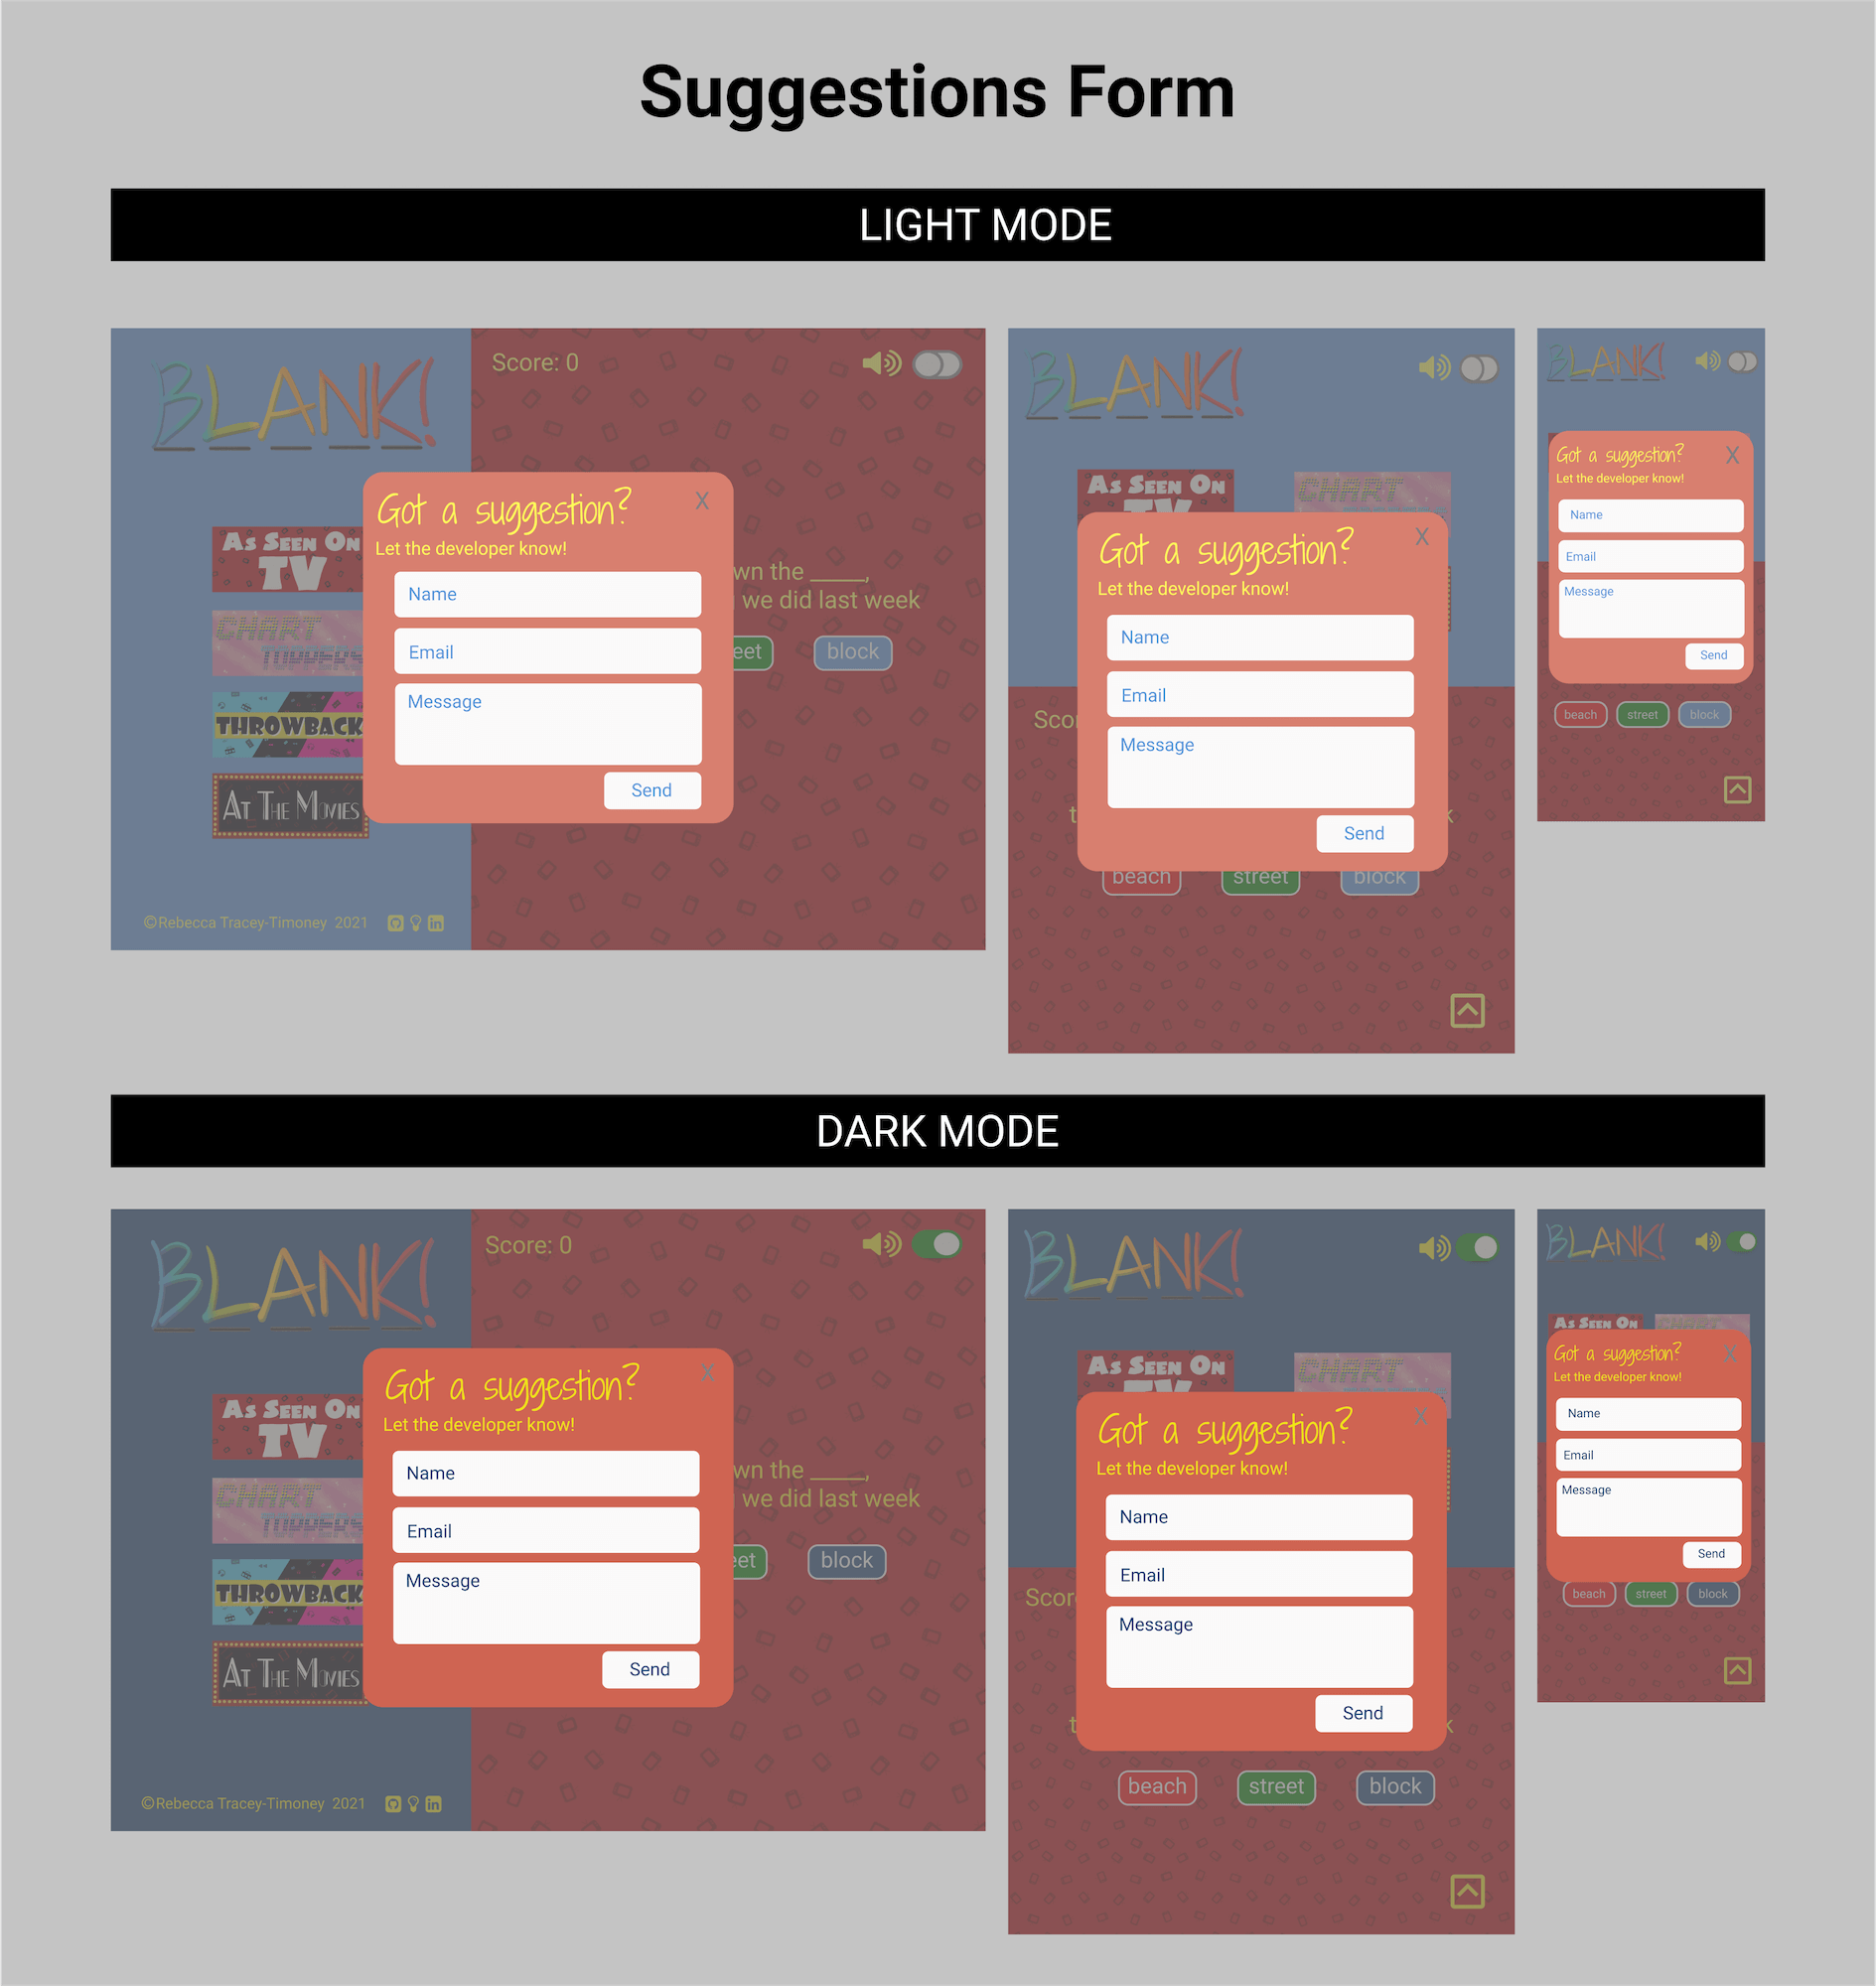 Suggestions Form
LIGHT MODE
BLANK!
Score: 0
AS SEEN ON
TV
CHART
TOPPERS
THROWBACK
AT THE MOVIES
Got a suggestion?
X
Let the developer know!
Name
Email
Message
Send
wn the _____,
we did last week
eet
block
©Rebecca Tracey-Timoney 2021
in
BLANK!
AS SEEN ON
TV
CHART
Got a suggestion?
X
Let the developer know!
Name
Email
Message
Send
Scor
t
k
beach
street
block
BLANK!
Got a suggestion?
X
Let the developer know!
Name
Email
Message
Send
beach
street
block
DARK MODE
BLANK!
Score: 0
AS SEEN ON
TV
CHART
TOPPERS
THROWBACK
AT THE MOVIES
Got a suggestion?
X
Let the developer know!
Name
Email
Message
Send
wn the _____,
we did last week
eet
block
©Rebecca Tracey-Timoney 2021
in
BLANK!
AS SEEN ON
TV
CHART
Got a suggestion?
X
Let the developer know!
Name
Email
Message
Send
Score
t
k
beach
street
block
BLANK!
AS SEEN ON
CHART
Got a suggestion?
X
Let the developer know!
Name
Email
Message
Send
beach
street
block